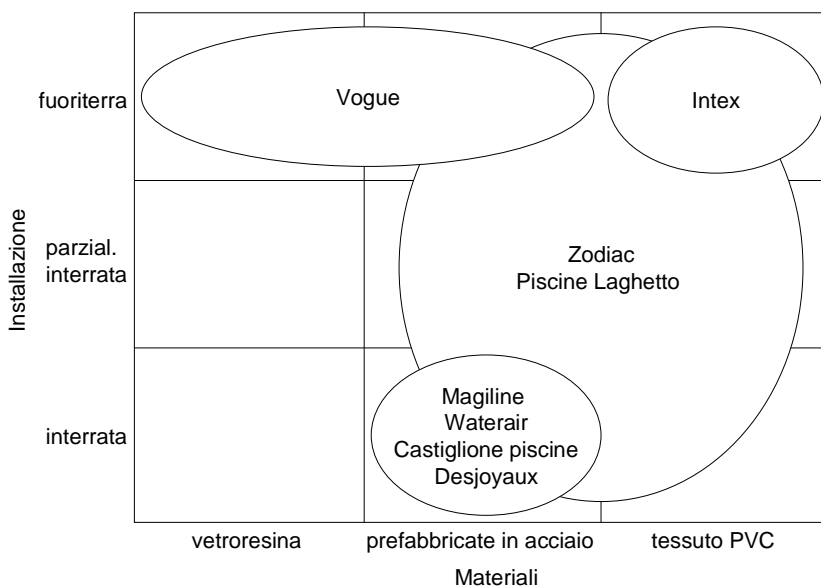 fuoriterra
Vogue
Intex
Installazione
parzial.
interrata
Zodiac
Piscine Laghetto
interrata
Magiline
Waterair
Castiglione piscine
Desjoyaux
vetroresina
prefabbricate in acciaio
tessuto PVC
Materiali